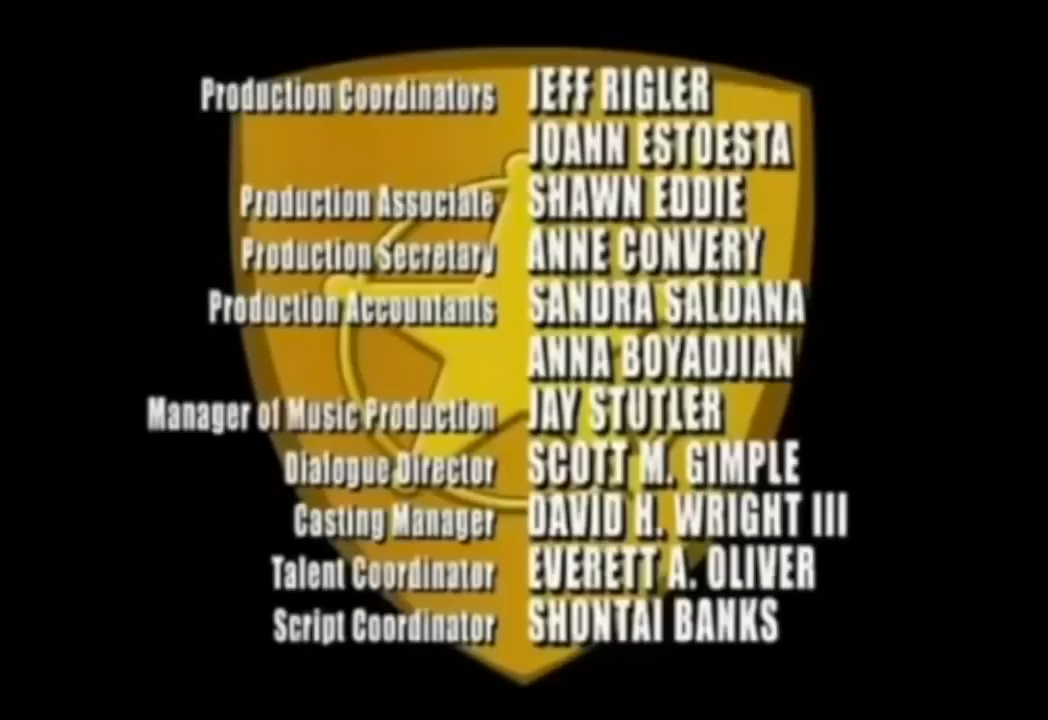 Production Coordinators JEFF RIGLER
JOANN ESTOESTA
Production Associate SHAWN EDDIE
Production Secretary ANNE CONVERY
Production Accountants SANDRA SALDANA
ANNA BOYADJIAN
Manager of Music Production JAY STUTLER
Dialogue Director SCOTT M. GIMPLE
Casting Manager DAVID H. WRIGHT III
Talent Coordinator EVERETT A. OLIVER
Script Coordinator SHONTAI BANKS